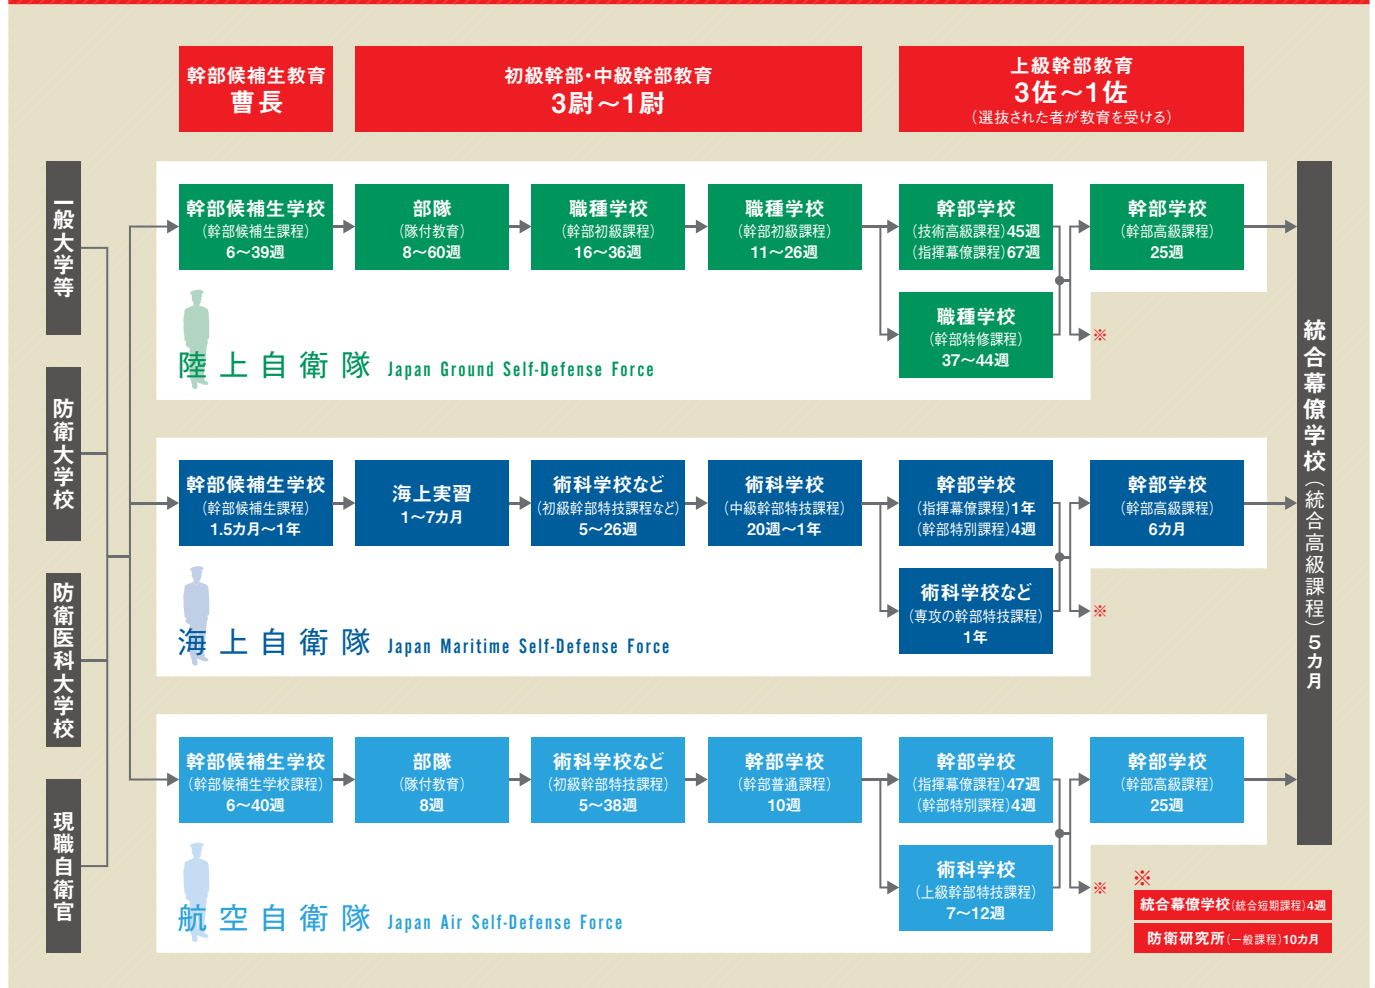 幹部候補生教育
曹長
初級幹部・中級幹部教育
3尉〜1尉
上級幹部教育
3佐〜1佐
（選抜された者が教育を受ける）
一般大学等
防衛大学校
防衛医科大学校
現職自衛官
幹部候補生学校
（幹部候補生課程）
6〜39週
部隊
（隊付教育）
8〜60週
職種学校
（幹部初級課程）
16〜36週
職種学校
（幹部初級課程）
11〜26週
幹部学校
（技術高級課程）45週
（指揮幕僚課程）67週
職種学校
（幹部特修課程）
37〜44週
幹部学校
（幹部高級課程）
25週
※
陸上自衛隊 Japan Ground Self-Defense Force
幹部候補生学校
（幹部候補生課程）
1.5カ月〜1年
海上実習
1〜7カ月
術科学校など
（初級幹部特技課程など）
5〜26週
術科学校
（中級幹部特技課程）
20週〜1年
幹部学校
（指揮幕僚課程）1年
（幹部特別課程）4週
術科学校など
（専攻の幹部特技課程）
1年
幹部学校
（幹部高級課程）
6カ月
※
海上自衛隊 Japan Maritime Self-Defense Force
幹部候補生学校
（幹部候補生学校課程）
6〜40週
部隊
（隊付教育）
8週
術科学校など
（初級幹部特技課程）
5〜38週
幹部学校
（幹部普通課程）
10週
幹部学校
（指揮幕僚課程）47週
（幹部特別課程）4週
術科学校
（上級幹部特技課程）
7〜12週
幹部学校
（幹部高級課程）
25週
※
航空自衛隊 Japan Air Self-Defense Force
統合幕僚学校（統合高級課程）5カ月
※
統合幕僚学校（統合短期課程）4週
防衛研究所（一般課程）10カ月